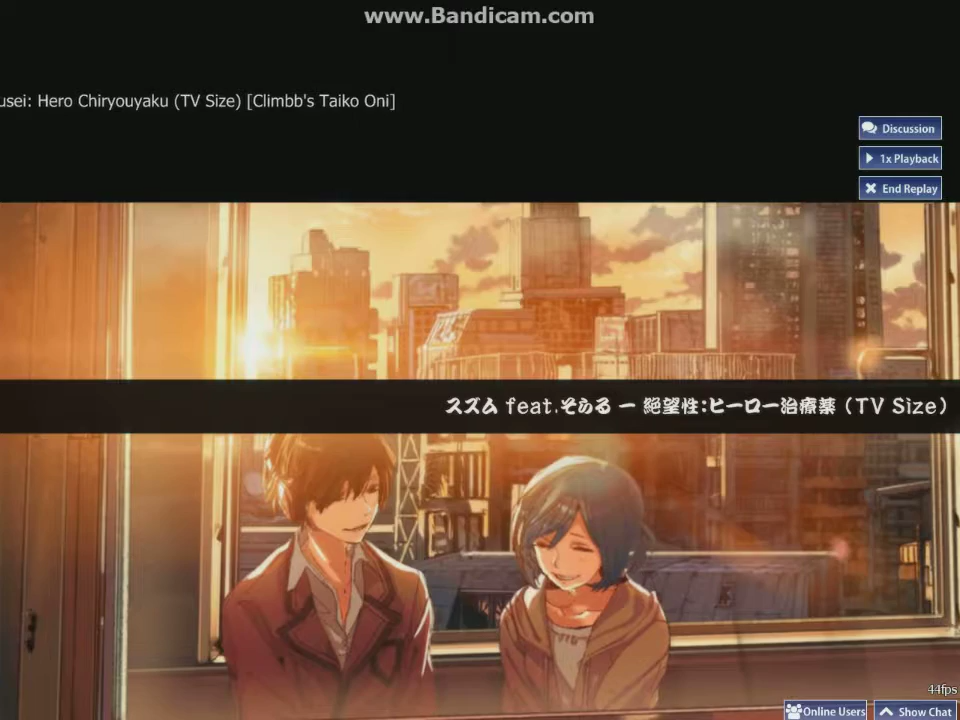 www.Bandicam.com
usei: Hero Chiryouyaku (TV Size) [Climbb's Taiko Oni]
Discussion
1x Playback
End Replay
スズム feat.そらる － 絶望性：ヒーロー治療薬（TV Size）
44fps
Online Users
Show Chat